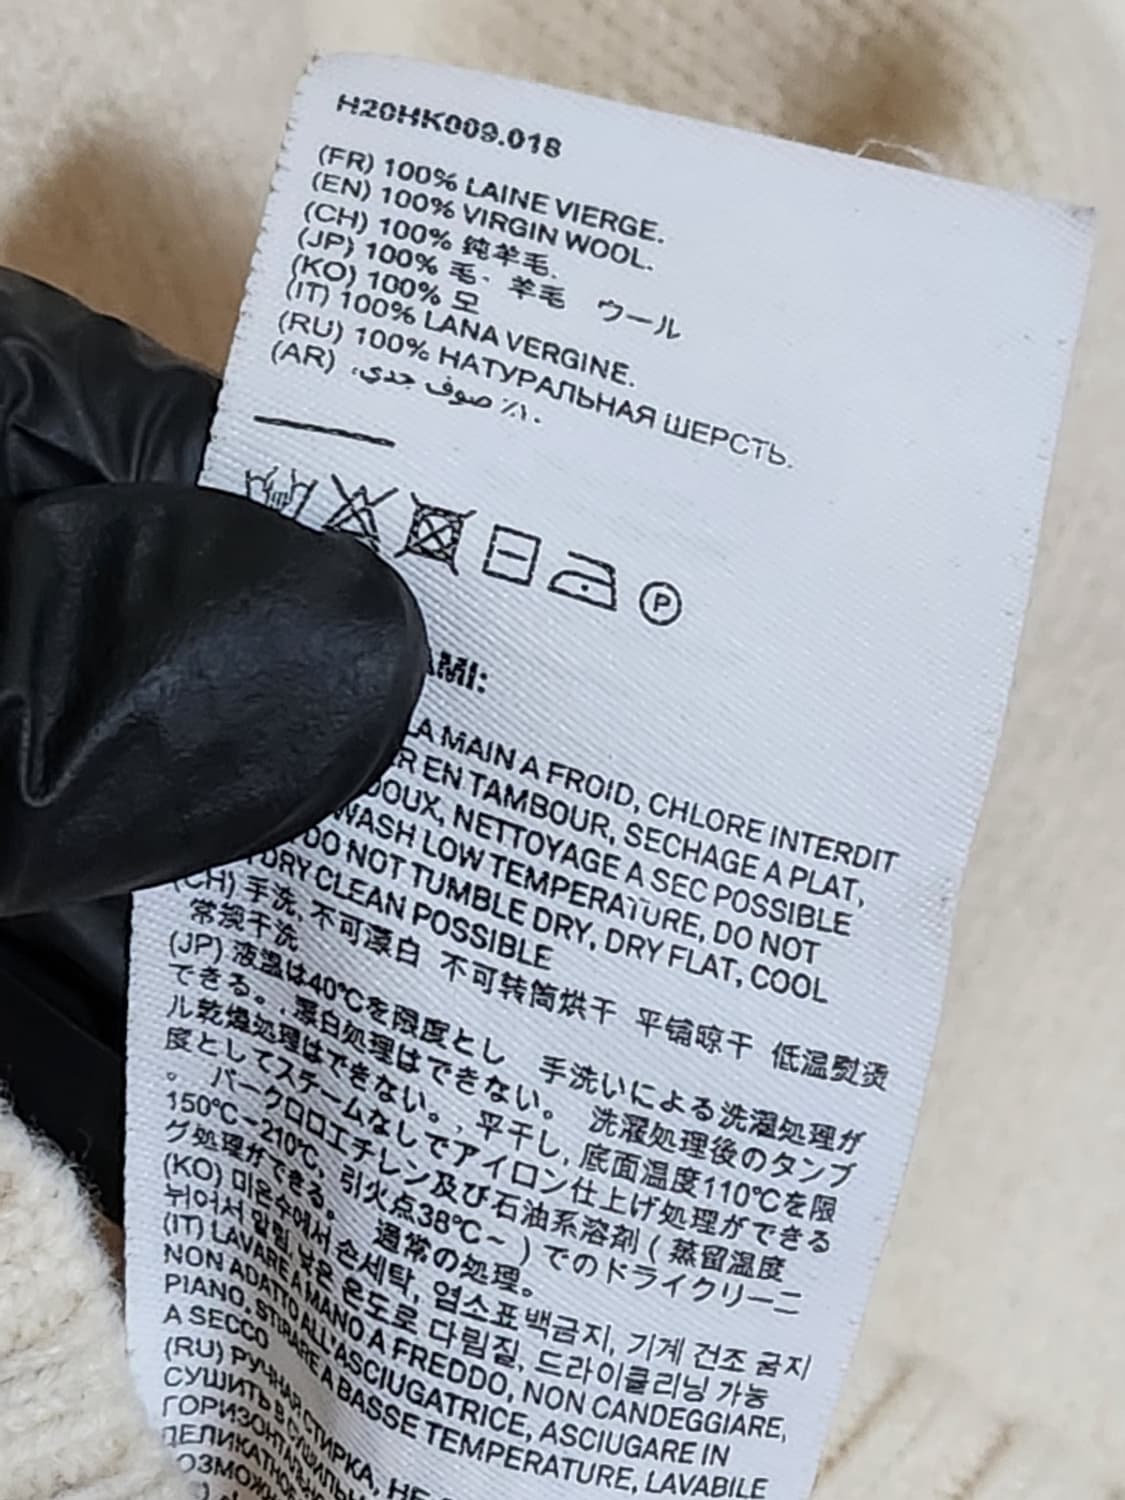 H20HK009.018
(FR) 100% LAINE VIERGE.
(EN) 100% VIRGIN WOOL.
(CH) 100% 纯羊毛.
(JP) 100% 毛· 羊毛 ウール
(KO) 100% 모
(IT) 100% LANA VERGINE.
(RU) 100% НАТУРАЛЬНАЯ ШЕРСТЬ.
(AR) ١٠٠٪ صوف جدي.
P
AMI:
LA MAIN A FROID, CHLORE INTERDIT
EN TAMBOUR, SECHAGE A PLAT,
DOUX, NETTOYAGE A SEC POSSIBLE
WASH LOW TEMPERATURE, DO NOT
DO NOT TUMBLE DRY, DRY FLAT, COOL
DRY CLEAN POSSIBLE
(CH) 手洗, 不可漂白 不可转筒烘干 平铺晾干 低温熨烫
常规干洗
(JP) 液温は40℃を限度とし 手洗いによる洗濯処理が
できる。, 漂白処理はできない。 洗濯処理後のタンブ
ル乾燥処理はできない。, 平干し, 底面温度110℃を限
度としてスチームなしでアイロン仕上げ処理ができる
。 パークロロエチレン及び石油系溶剤 ( 蒸留温度
150℃~210℃, 引火点38℃~ ) でのドライクリーニ
グ処理ができる。 通常の処理。
(KO) 미온수에서 손세탁, 염소표백금지, 기계 건조 금지
뉘어서 말림, 낮은 온도로 다림질, 드라이클리닝 가능
(IT) LAVARE A MANO A FREDDO, NON CANDEGGIARE,
NON ADATTO ALL'ASCIUGATRICE, ASCIUGARE IN
PIANO, STIRARE A BASSE TEMPERATURE, LAVABILE
A SECCO
(RU) РУЧНАЯ СТИРКА, НЕ
СУШИТЬ В